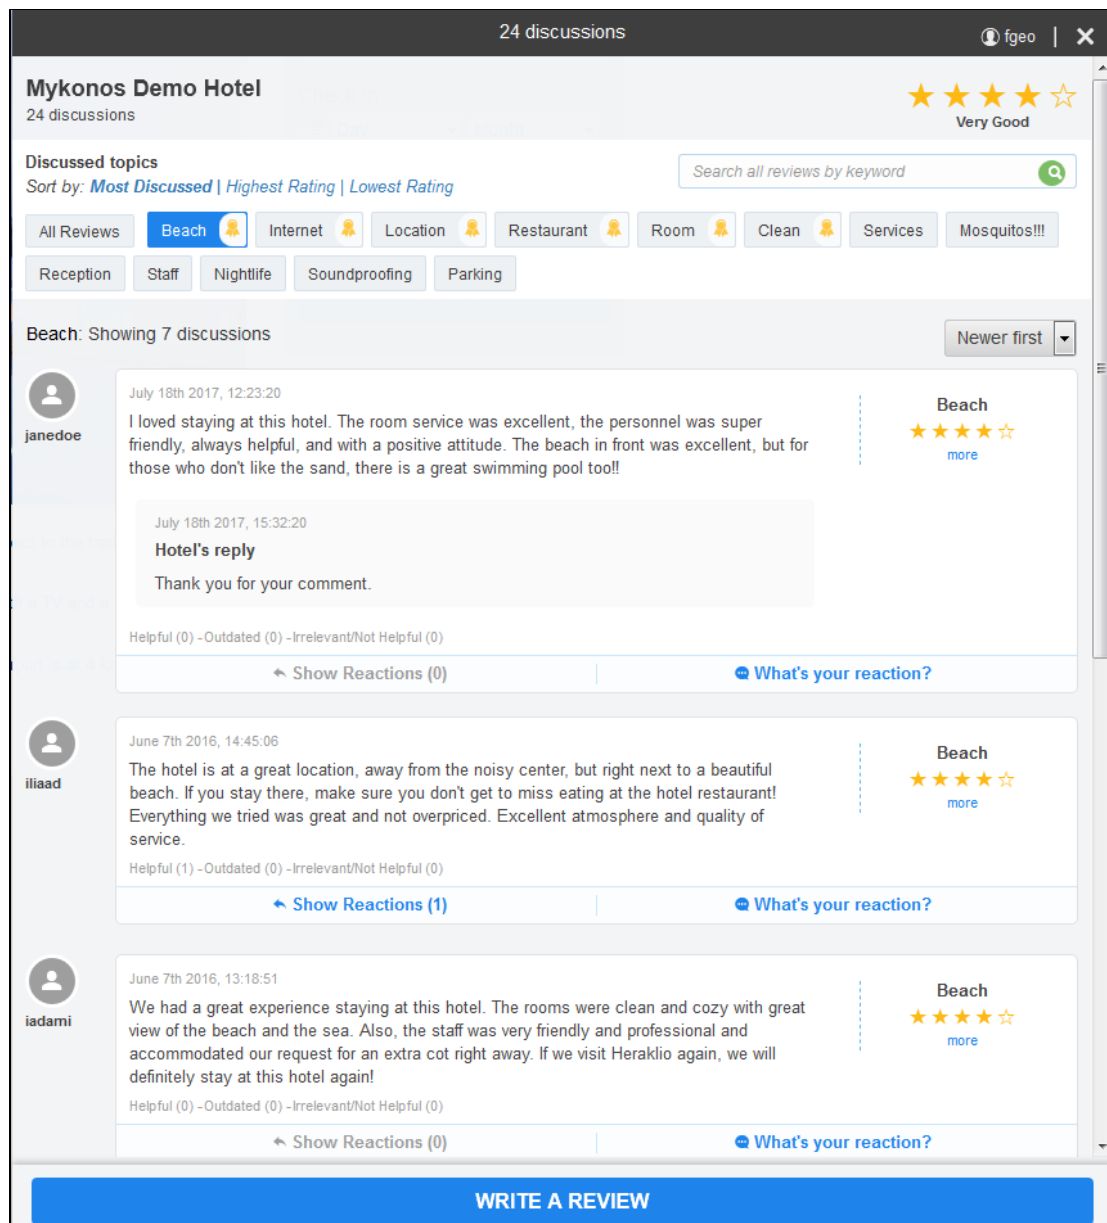 24 discussions
fgeo | ✕
Mykonos Demo Hotel
24 discussions
Very Good
Discussed topics
Sort by: Most Discussed | Highest Rating | Lowest Rating
Search all reviews by keyword
All Reviews Beach Internet Location Restaurant Room Clean Services Mosquitos!!!
Reception Staff Nightlife Soundproofing Parking
Beach: Showing 7 discussions
Newer first
janedoe
July 18th 2017, 12:23:20
I loved staying at this hotel. The room service was excellent, the personnel was super
friendly, always helpful, and with a positive attitude. The beach in front was excellent, but for
those who don't like the sand, there is a great swimming pool too!!
Beach
more
July 18th 2017, 15:32:20
Hotel's reply
Thank you for your comment.
Helpful (0) - Outdated (0) - Irrelevant/Not Helpful (0)
Show Reactions (0) What's your reaction?
iliaad
June 7th 2016, 14:45:06
The hotel is at a great location, away from the noisy center, but right next to a beautiful
beach. If you stay there, make sure you don't get to miss eating at the hotel restaurant!
Everything we tried was great and not overpriced. Excellent atmosphere and quality of
service.
Beach
more
Helpful (1) - Outdated (0) - Irrelevant/Not Helpful (0)
Show Reactions (1) What's your reaction?
iadami
June 7th 2016, 13:18:51
We had a great experience staying at this hotel. The rooms were clean and cozy with great
view of the beach and the sea. Also, the staff was very friendly and professional and
accommodated our request for an extra cot right away. If we visit Heraklio again, we will
definitely stay at this hotel again!
Beach
more
Helpful (0) - Outdated (0) - Irrelevant/Not Helpful (0)
Show Reactions (0) What's your reaction?
WRITE A REVIEW